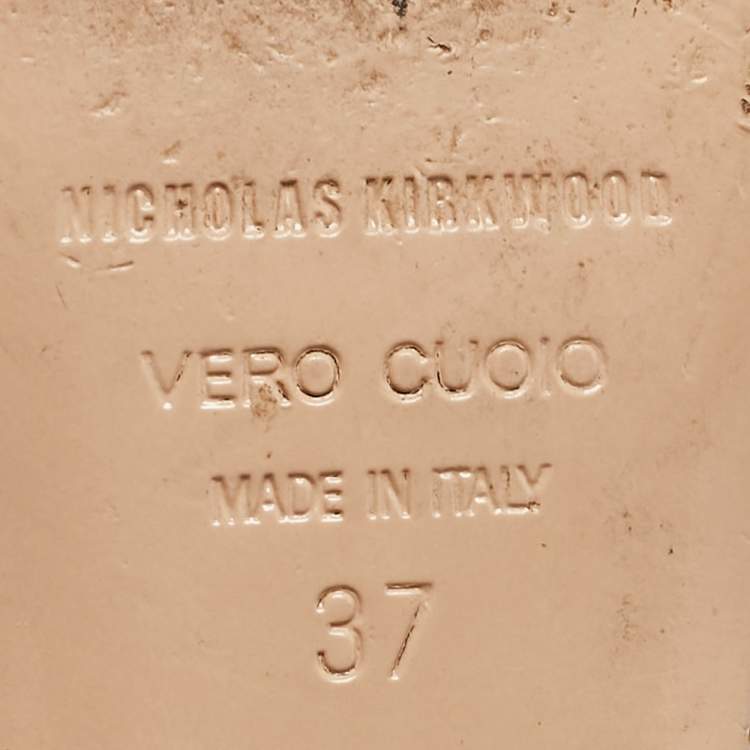 NICHOLAS KIRKWOOD
VERO CUOIO
MADE IN ITALY
37